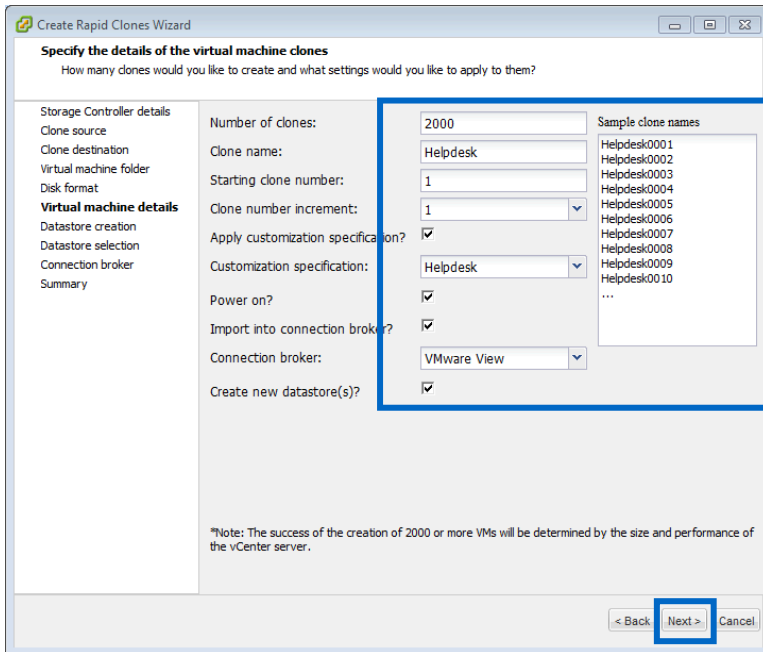 Create Rapid Clones Wizard
Specify the details of the virtual machine clones
How many clones would you like to create and what settings would you like to apply to them?
Storage Controller details
Clone source
Clone destination
Virtual machine folder
Disk format
Virtual machine details
Datastore creation
Datastore selection
Connection broker
Summary
Number of clones: 2000
Clone name: Helpdesk
Starting clone number: 1
Clone number increment: 1
Apply customization specification?
Customization specification: Helpdesk
Power on?
Import into connection broker?
Connection broker: VMware View
Create new datastore(s)?
Sample clone names
Helpdesk0001
Helpdesk0002
Helpdesk0003
Helpdesk0004
Helpdesk0005
Helpdesk0006
Helpdesk0007
Helpdesk0008
Helpdesk0009
Helpdesk0010
...
*Note: The success of the creation of 2000 or more VMs will be determined by the size and performance of
the vCenter server.
< Back Next > Cancel